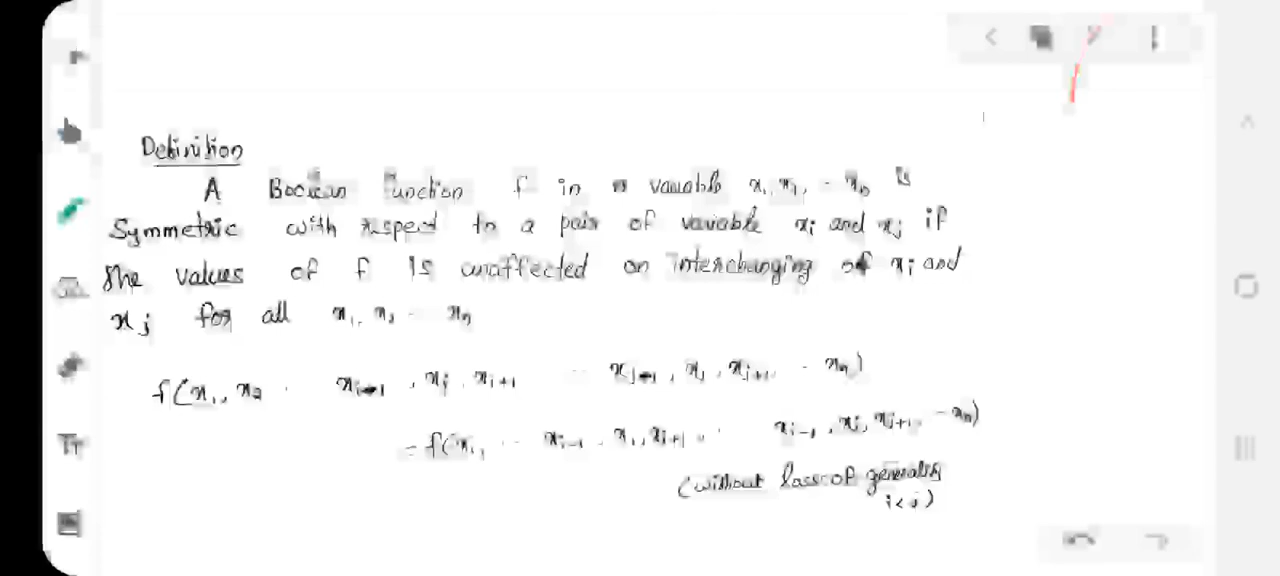 Definition
A Boolean function f in n variable x₁, x₂, - xₙ is
Symmetric with respect to a pair of variable xᵢ and xⱼ if
the values of f is unaffected on interchanging of xᵢ and
xⱼ for all x₁, x₂ - xₙ
f(x₁, x₂ . xᵢ₋₁, xⱼ, xᵢ₊₁ - xⱼ₋₁, xᵢ, xⱼ₊₁, - xₙ)
= f(x₁, - xᵢ₋₁, xᵢ, xᵢ₊₁, . xⱼ₋₁, xⱼ, xⱼ₊₁, - xₙ)
(without loss of generality
i<j)
Tr